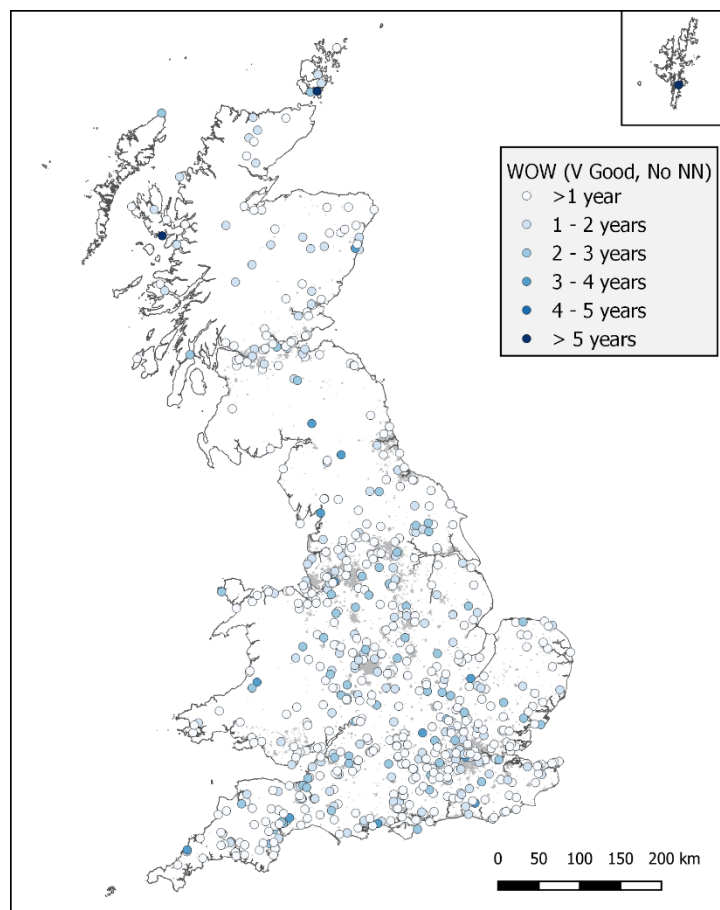 WOW (V Good, No NN)
>1 year
1 - 2 years
2 - 3 years
3 - 4 years
4 - 5 years
> 5 years
0 50 100 150 200 km